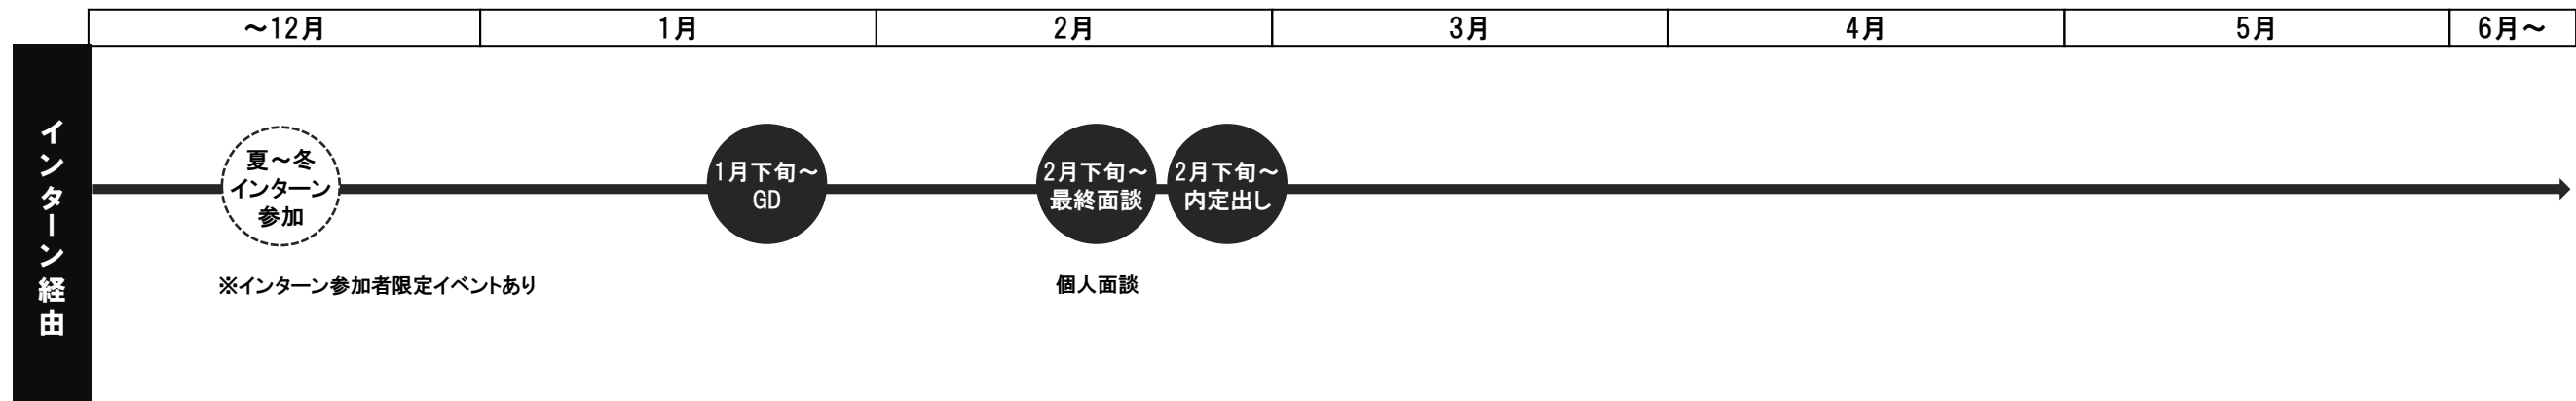 ～12月
1月
2月
3月
4月
5月
6月～
インターン経由
夏～冬
インターン
参加
1月下旬～
GD
2月下旬～
最終面談
2月下旬～
内定出し
※インターン参加者限定イベントあり
個人面談